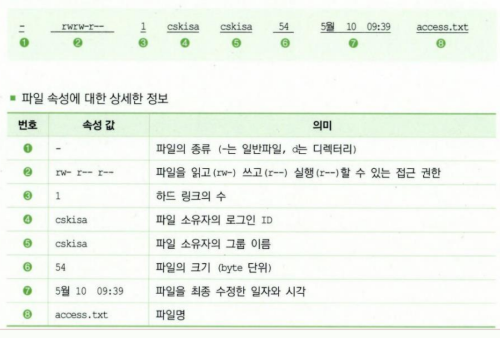 - rwrw-r-- 1 cskisa cskisa 54 5월 10 09:39 access.txt
❶ ❷ ❸ ❹ ❺ ❻ ❼ ❽
■ 파일 속성에 대한 상세한 정보
번호 속성 값 의미
❶ - 파일의 종류 (-는 일반파일, d는 디렉터리)
❷ rw- r-- r-- 파일을 읽고(rw-) 쓰고(r--) 실행(r--)할 수 있는 접근 권한
❸ 1 하드 링크의 수
❹ cskisa 파일 소유자의 로그인 ID
❺ cskisa 파일 소유자의 그룹 이름
❻ 54 파일의 크기 (byte 단위)
❼ 5월 10 09:39 파일을 최종 수정한 일자와 시각
❽ access.txt 파일명